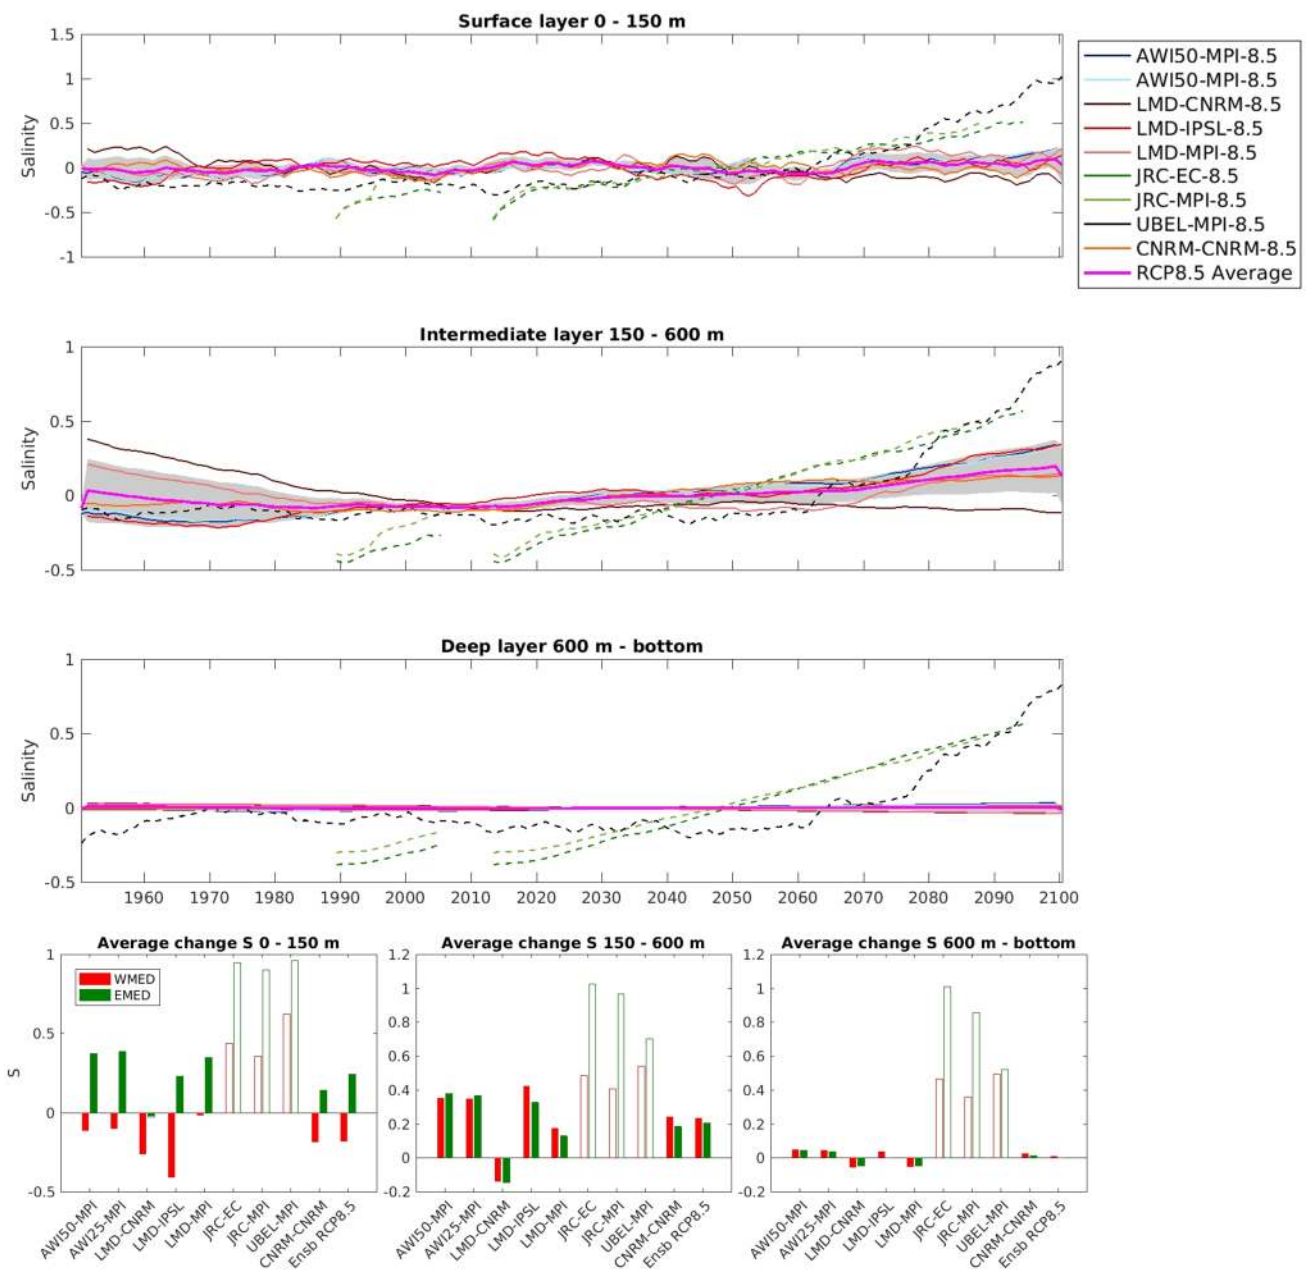 Surface layer 0 - 150 m
1.5
1
0.5
0
-0.5
-1
Salinity
AWI50-MPI-8.5
AWI50-MPI-8.5
LMD-CNRM-8.5
LMD-IPSL-8.5
LMD-MPI-8.5
JRC-EC-8.5
JRC-MPI-8.5
UBEL-MPI-8.5
CNRM-CNRM-8.5
RCP8.5 Average
Intermediate layer 150 - 600 m
1
0.5
0
-0.5
Salinity
Deep layer 600 m - bottom
1
0.5
0
-0.5
Salinity
1960 1970 1980 1990 2000 2010 2020 2030 2040 2050 2060 2070 2080 2090 2100
Average change S 0 - 150 m
1
0.5
0
-0.5
S
WMED
EMED
AWI50-MPI
AWI25-MPI
LMD-CNRM
LMD-IPSL
LMD-MPI
JRC-EC
JRC-MPI
UBEL-MPI
CNRM-CNRM
Ensb RCP8.5
Average change S 150 - 600 m
1.2
1
0.8
0.6
0.4
0.2
0
-0.2
AWI50-MPI
AWI25-MPI
LMD-CNRM
LMD-IPSL
LMD-MPI
JRC-EC
JRC-MPI
UBEL-MPI
CNRM-CNRM
Ensb RCP8.5
Average change S 600 m - bottom
1.2
1
0.8
0.6
0.4
0.2
0
-0.2
AWI50-MPI
AWI25-MPI
LMD-CNRM
LMD-IPSL
LMD-MPI
JRC-EC
JRC-MPI
UBEL-MPI
CNRM-CNRM
Ensb RCP8.5